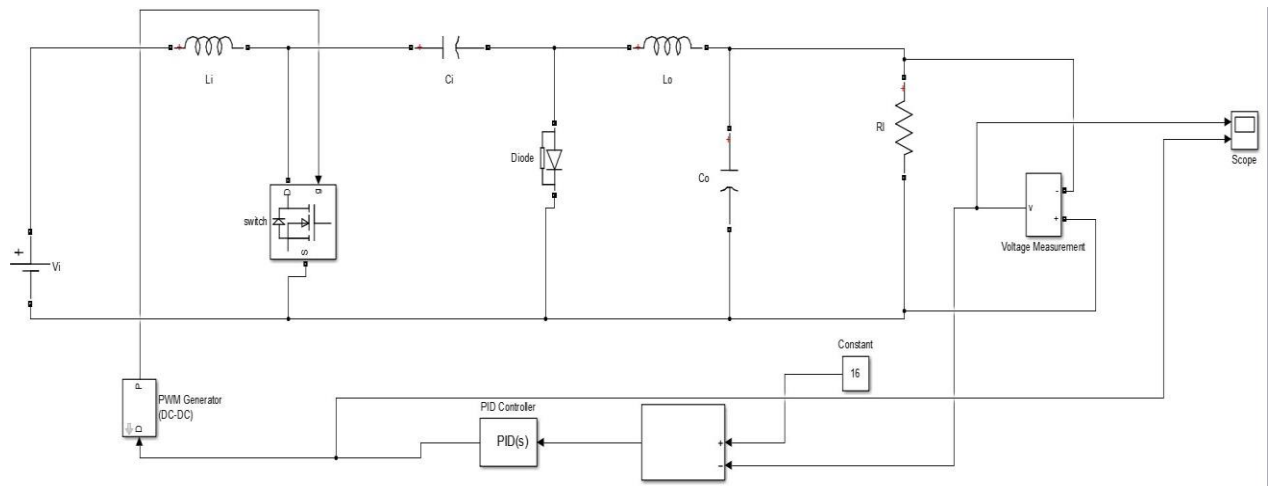 Li
Ci
Lo
Rl
Scope
Diode
Co
D
g
switch
S
+
-
v
+
Voltage Measurement
+
Vi
Constant
16
P
PWM Generator
(DC-DC)
D
PID Controller
PID(s)
+
−